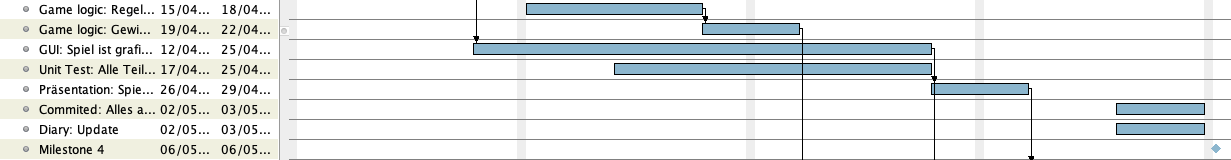 Game logic: Regel... 15/04... 18/04...
Game logic: Gewi... 19/04... 22/04...
GUI: Spiel ist grafi... 12/04... 25/04...
Unit Test: Alle Teil... 17/04... 25/04...
Präsentation: Spie... 26/04... 29/04...
Commited: Alles a... 02/05... 03/05...
Diary: Update 02/05... 03/05...
Milestone 4 06/05... 06/05...